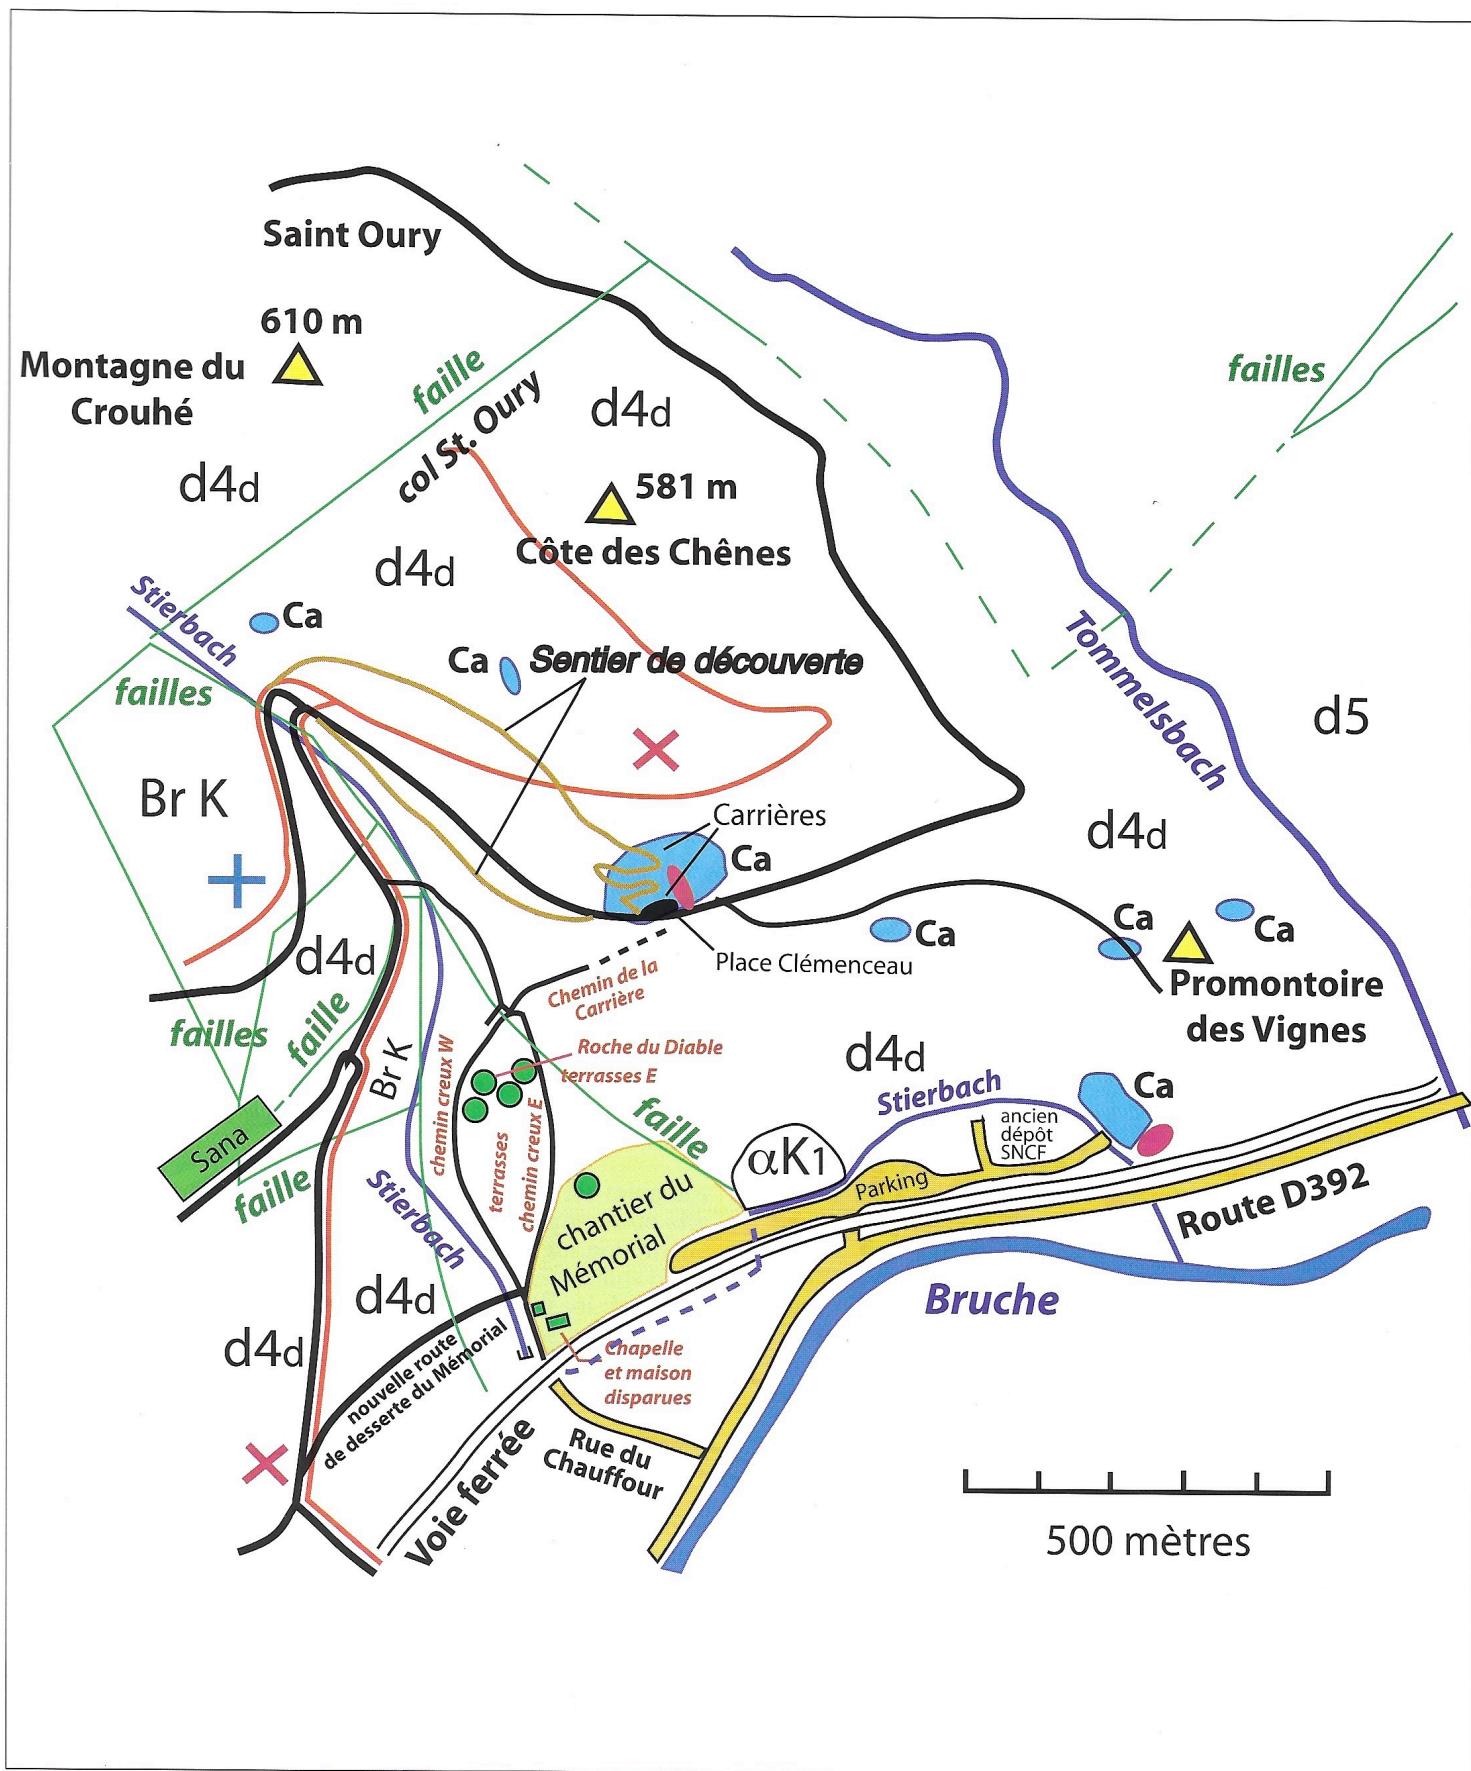 Saint Oury
610 m
Montagne du
Crouhé
faille
col St. Oury
d4d
failles
d4d
581 m
Côte des Chênes
d4d
Stierbach
Ca
Ca
Sentier de découverte
failles
Tommelsbach
d5
Br K
Carrières
Ca
d4d
Ca
Ca
Ca
Place Clémenceau
Promontoire
des Vignes
d4d
Chemin de la
Carrière
failles
faille
Br K
chemin creux W
Roche du Diable
terrasses E
d4d
Stierbach
Ca
ancien
dépôt
SNCF
faille
αK1
Parking
Sana
faille
terrasses
chemin creux E
Stierbach
chantier du
Mémorial
Route D392
Bruche
d4d
d4d
nouvelle route
de desserte du Mémorial
Chapelle
et maison
disparues
Voie ferrée
Rue du
Chauffour
500 mètres